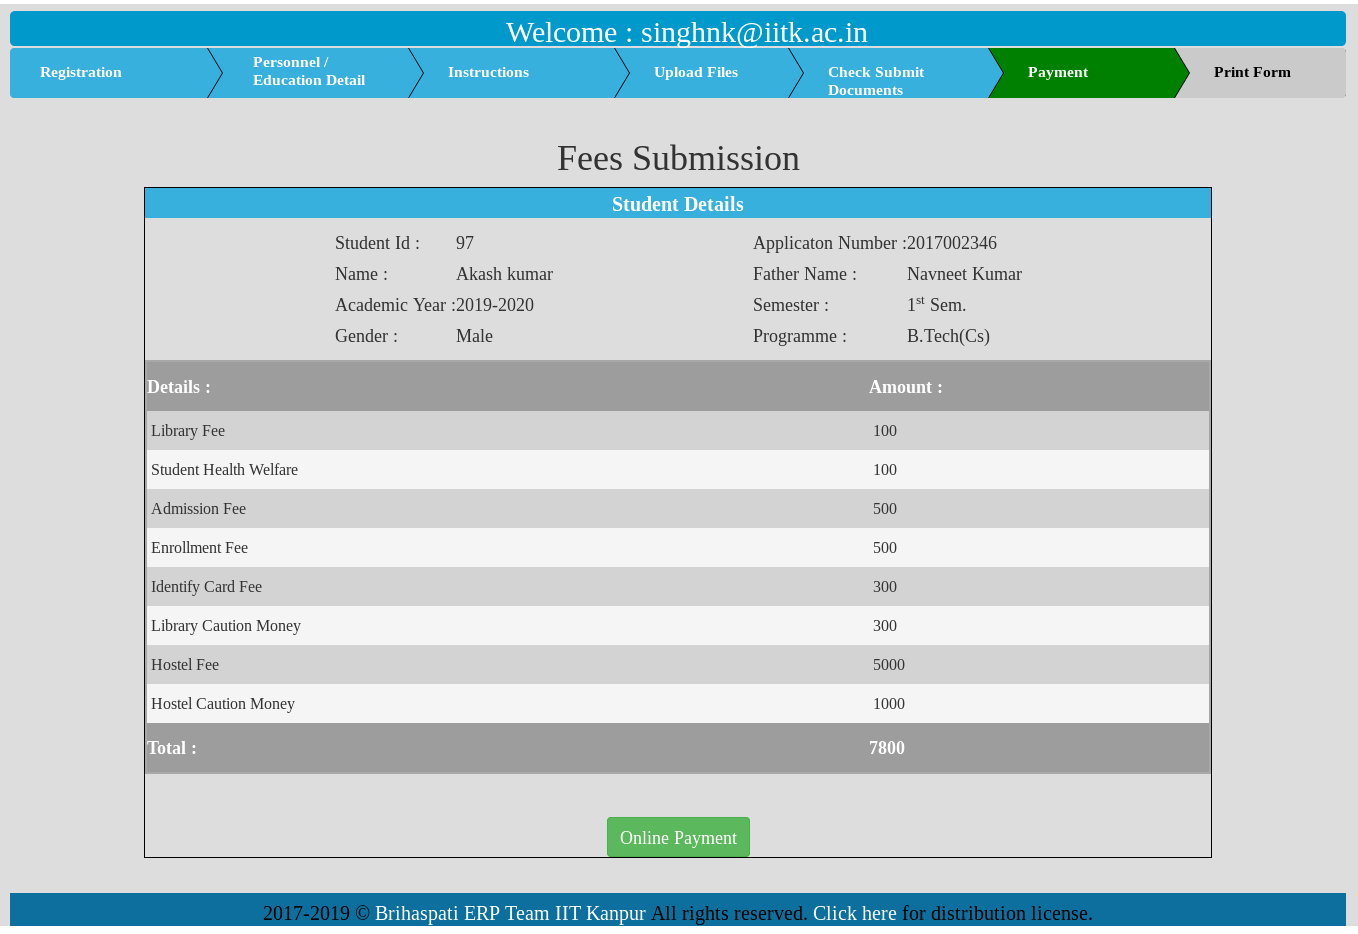 Welcome : singhnk@iitk.ac.in
Registration
Personnel /
Education Detail
Instructions
Upload Files
Check Submit
Documents
Payment
Print Form
Fees Submission
Student Details
Student Id : 97 Applicaton Number :2017002346
Name : Akash kumar Father Name : Navneet Kumar
Academic Year :2019-2020 Semester : 1st Sem.
Gender : Male Programme : B.Tech(Cs)
Details : Amount :
Library Fee 100
Student Health Welfare 100
Admission Fee 500
Enrollment Fee 500
Identify Card Fee 300
Library Caution Money 300
Hostel Fee 5000
Hostel Caution Money 1000
Total : 7800
Online Payment
2017-2019 © Brihaspati ERP Team IIT Kanpur All rights reserved. Click here for distribution license.